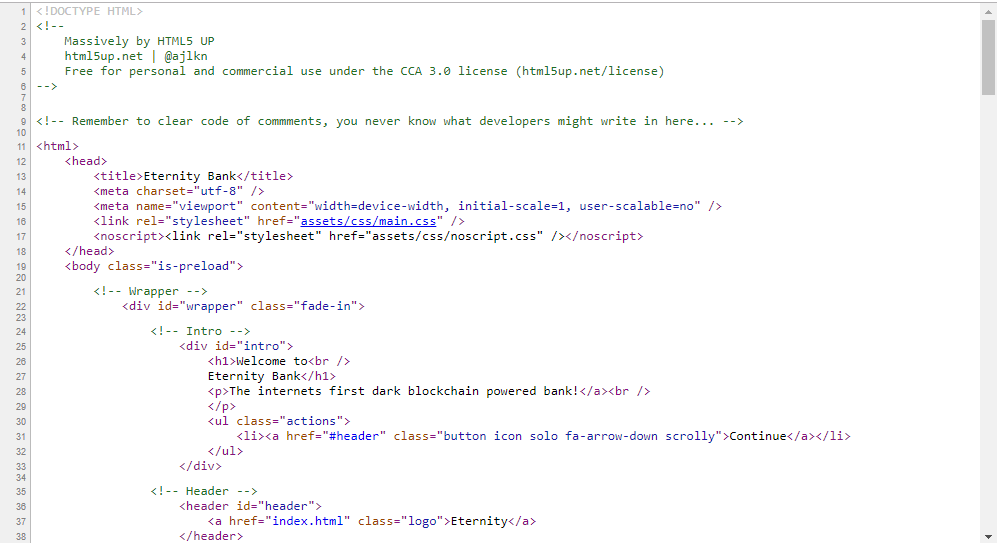 1 <!DOCTYPE HTML>
2 <!--
3 Massively by HTML5 UP
4 html5up.net | @ajlkn
5 Free for personal and commercial use under the CCA 3.0 license (html5up.net/license)
6 -->
7
8
9 <!-- Remember to clear code of commments, you never know what developers might write in here... -->
10
11 <html>
12 <head>
13 <title>Eternity Bank</title>
14 <meta charset="utf-8" />
15 <meta name="viewport" content="width=device-width, initial-scale=1, user-scalable=no" />
16 <link rel="stylesheet" href="assets/css/main.css" />
17 <noscript><link rel="stylesheet" href="assets/css/noscript.css" /></noscript>
18 </head>
19 <body class="is-preload">
20
21 <!-- Wrapper -->
22 <div id="wrapper" class="fade-in">
23
24 <!-- Intro -->
25 <div id="intro">
26 <h1>Welcome to<br />
27 Eternity Bank</h1>
28 <p>The internets first dark blockchain powered bank!</a><br />
29 </p>
30 <ul class="actions">
31 <li><a href="#header" class="button icon solo fa-arrow-down scrolly">Continue</a></li>
32 </ul>
33 </div>
34
35 <!-- Header -->
36 <header id="header">
37 <a href="index.html" class="logo">Eternity</a>
38 </header>